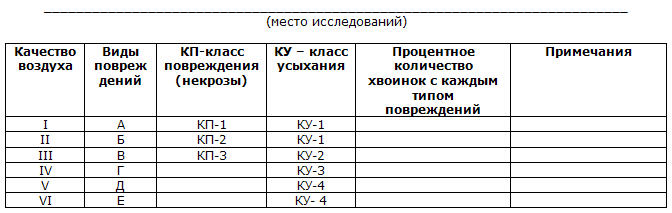 (место исследований)
Качество воздуха | Виды повреж дений | КП-класс повреждения (некрозы) | КУ – класс усыхания | Процентное количество хвоинок с каждым типом повреждений | Примечания
I | А | КП-1 | КУ-1
II | Б | КП-2 | КУ-1
III | В | КП-3 | КУ-2
IV | Г | КУ-3
V | Д | КУ-4
VI | Е | КУ- 4